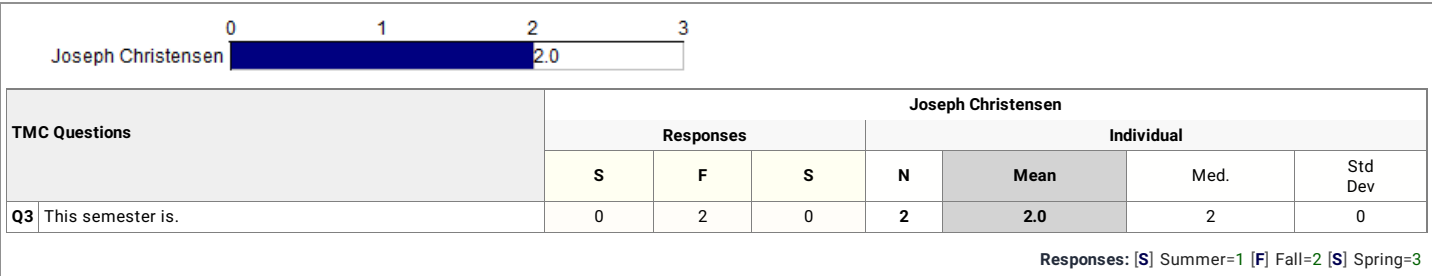 0 1 2 3
Joseph Christensen 2.0
Joseph Christensen
TMC Questions
Responses Individual
S F S N Mean Med. Std Dev
Q3 This semester is. 0 2 0 2 2.0 2 0
Responses: [S] Summer=1 [F] Fall=2 [S] Spring=3